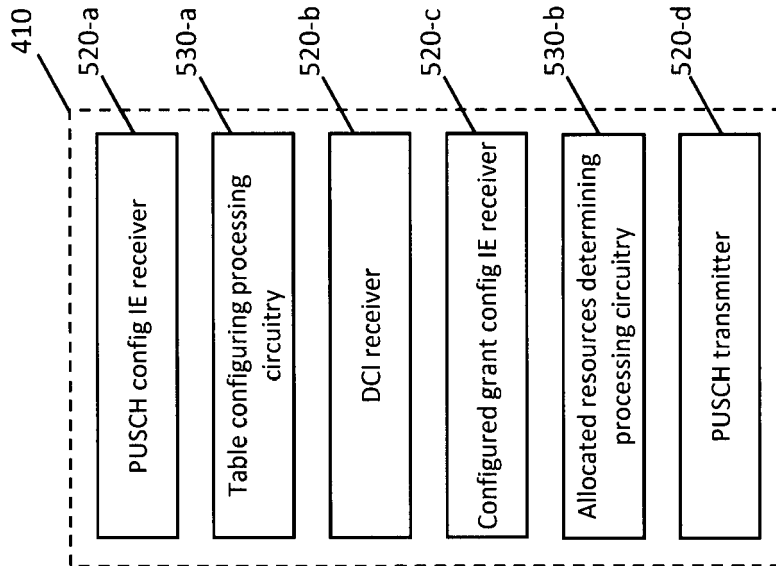 410
520-a
PUSCH config IE receiver
530-a
Table configuring processing
circuitry
520-b
DCI receiver
520-c
Configured grant config IE receiver
530-b
Allocated resources determining
processing circuitry
520-d
PUSCH transmitter